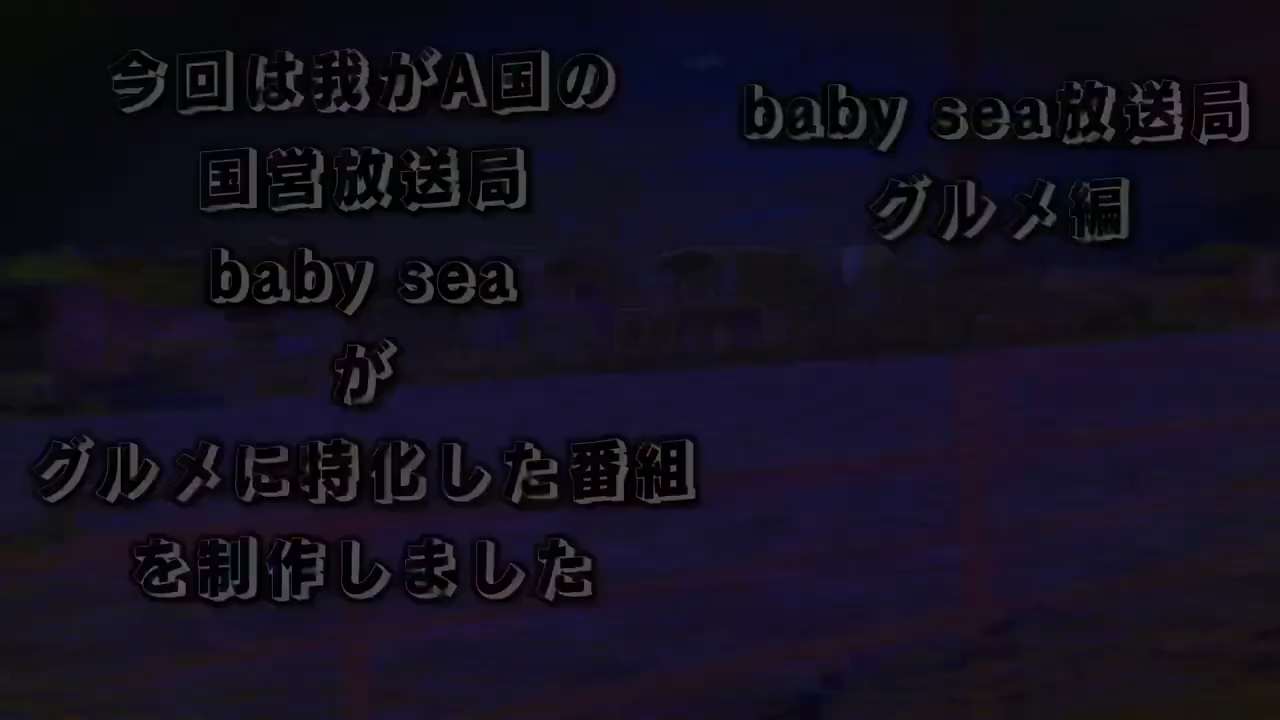 今回は我がA国の
国営放送局
baby sea
が
グルメに特化した番組
を制作しました
baby sea放送局
グルメ編